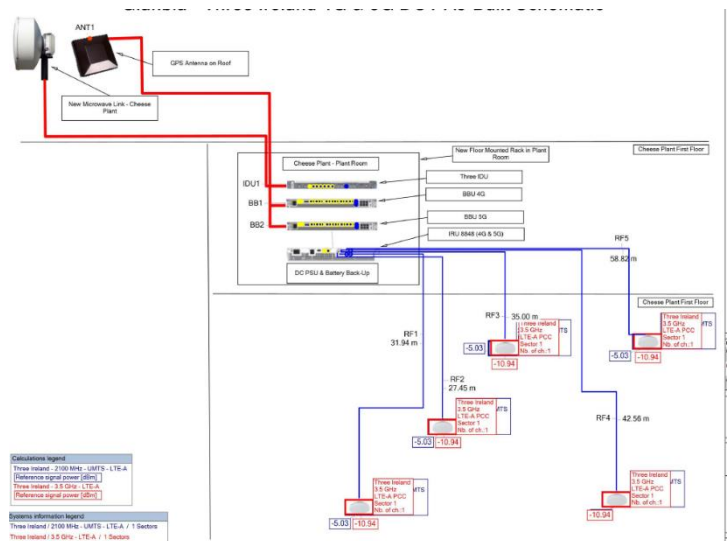 ANT1
GPS Antenna on Roof
New Microwave Link - Cheese
Plant
New Floor Mounted Rack in Plant
Room
Cheese Plant First Floor
Cheese Plant - Plant Room
IDU1
Three IDU
BB1
BBU 4G
BB2
BBU 5G
IRU 8848 (4G & 5G)
DC PSU & Battery Back-Up
RF5
58.82 m
Cheese Plant First Floor
RF1
31.94 m
RF3
35.00 m
Three Ireland
3.5 GHz
LTE-A PCC
Sector 1
Nb. of ch.:1
MTS
-5.03
-10.94
Three Ireland
3.5 GHz
LTE-A PCC
Sector 1
Nb. of ch.:1
MTS
-5.03
-10.94
RF2
27.45 m
Three Ireland
3.5 GHz
LTE-A PCC
Sector 1
Nb. of ch.:1
MTS
-5.03
-10.94
RF4
42.56 m
Three Ireland
3.5 GHz
LTE-A PCC
Sector 1
Nb. of ch.:1
MTS
-5.03
-10.94
Three Ireland
3.5 GHz
LTE-A PCC
Sector 1
Nb. of ch.:1
MTS
-10.94
Calculations legend
Three Ireland - 2100 MHz - UMTS - LTE-A
Reference signal power [dBm]
Three Ireland - 3.5 GHz - LTE-A
Reference signal power [dBm]
Systems information legend
Three Ireland / 2100 MHz - UMTS - LTE-A / 1 Sectors
Three Ireland / 3.5 GHz - LTE-A / 1 Sectors